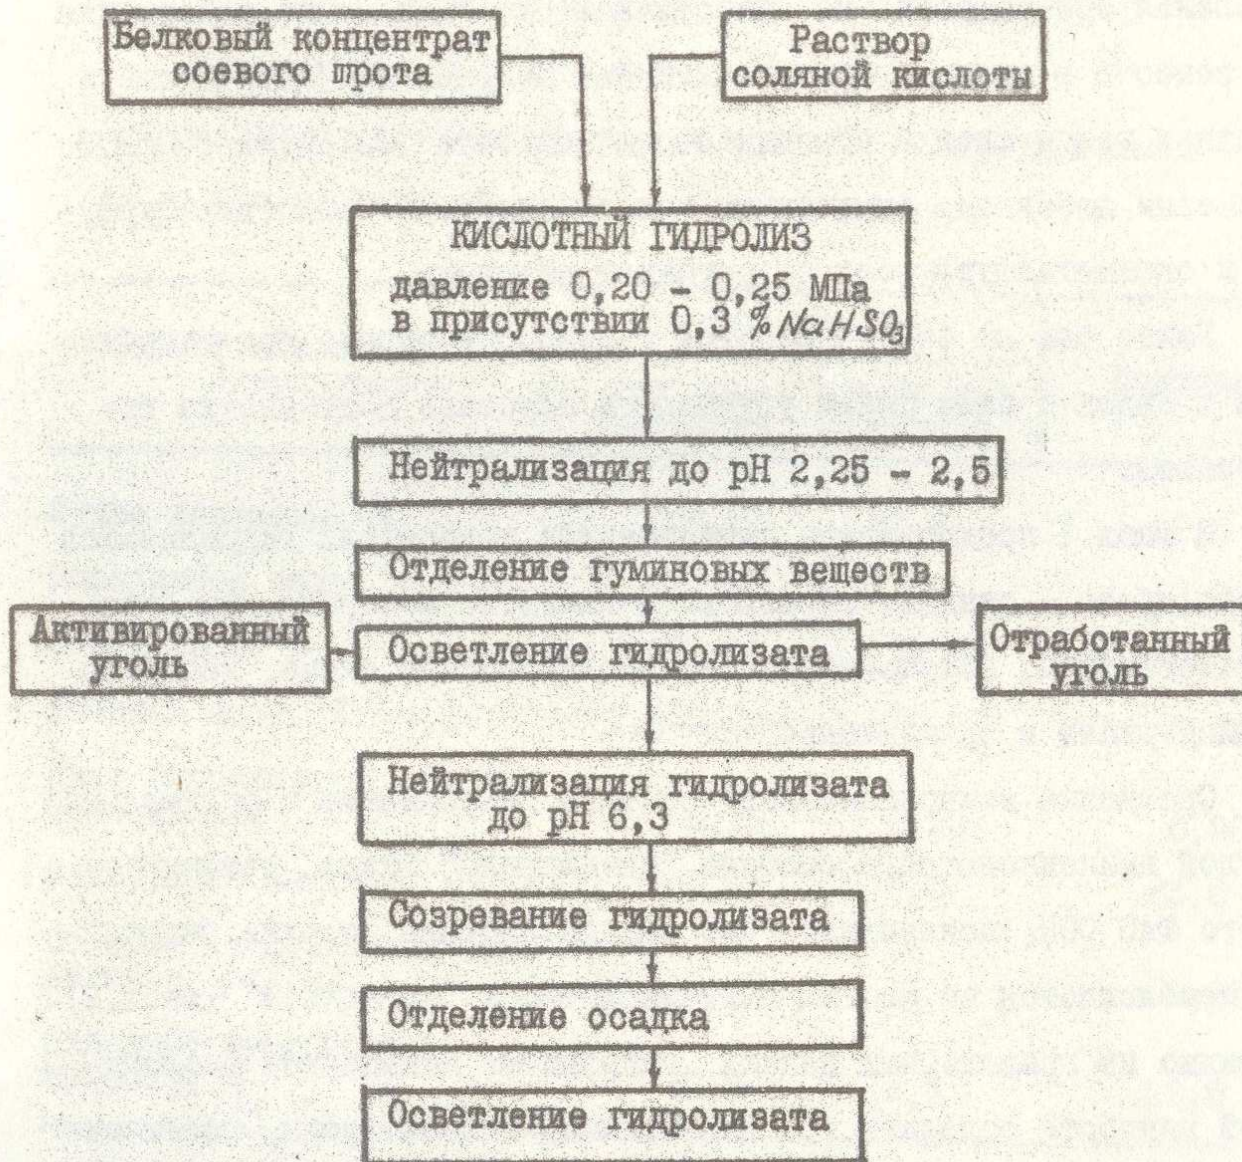 Белковый концентрат
соевого шрота
Раствор
соляной кислоты
КИСЛОТНЫЙ ГИДРОЛИЗ
давление 0,20 – 0,25 МПа
в присутствии 0,3 % NaHSO₃
Нейтрализация до pH 2,25 – 2,5
Отделение гуминовых веществ
Активированный
уголь
Осветление гидролизата
Отработанный
уголь
Нейтрализация гидролизата
до pH 6,3
Созревание гидролизата
Отделение осадка
Осветление гидролизата